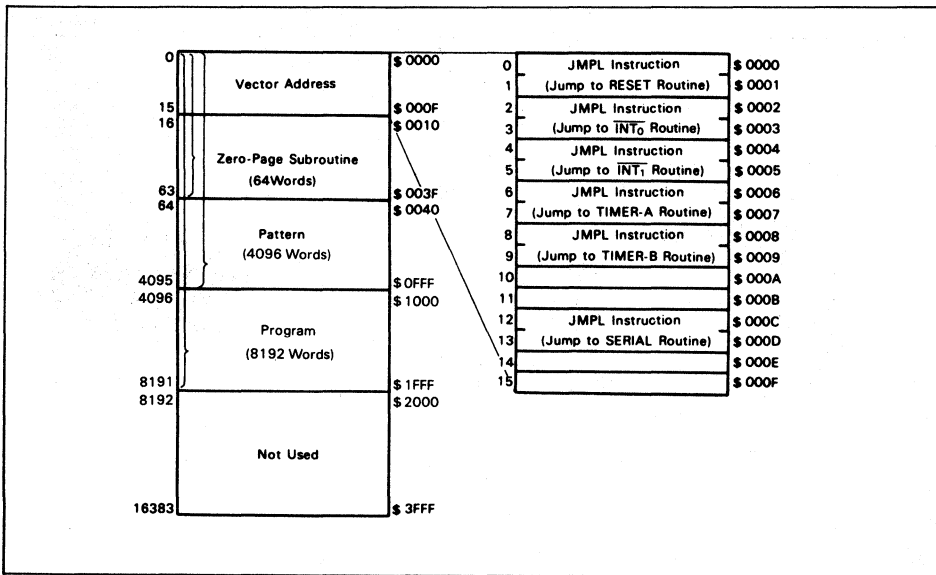 0
$ 0000
Vector Address
15
$ 000F
16
$ 0010
Zero-Page Subroutine
(64Words)
63
$ 003F
64
$ 0040
Pattern
(4096 Words)
4095
$ 0FFF
4096
$ 1000
Program
(8192 Words)
8191
$ 1FFF
8192
$ 2000
Not Used
16383
$ 3FFF
0 JMPL Instruction $ 0000
1 (Jump to RESET Routine) $ 0001
2 JMPL Instruction $ 0002
3 (Jump to INT₀ Routine) $ 0003
4 JMPL Instruction $ 0004
5 (Jump to INT₁ Routine) $ 0005
6 JMPL Instruction $ 0006
7 (Jump to TIMER-A Routine) $ 0007
8 JMPL Instruction $ 0008
9 (Jump to TIMER-B Routine) $ 0009
10 $ 000A
11 $ 000B
12 JMPL Instruction $ 000C
13 (Jump to SERIAL Routine) $ 000D
14 $ 000E
15 $ 000F